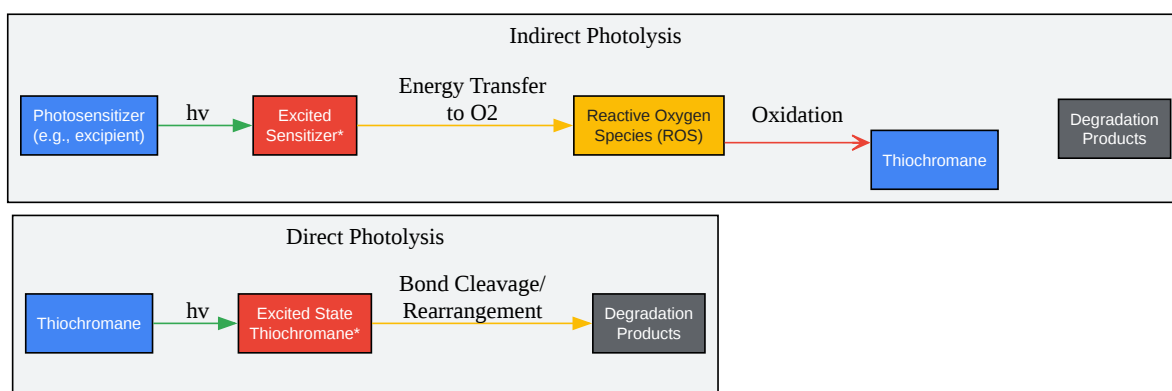 Indirect Photolysis
Photosensitizer
(e.g., excipient)
hv
Excited
Sensitizer*
Energy Transfer
to O2
Reactive Oxygen
Species (ROS)
Oxidation
Thiochromane
Degradation
Products
Direct Photolysis
Thiochromane
hv
Excited State
Thiochromane*
Bond Cleavage/
Rearrangement
Degradation
Products